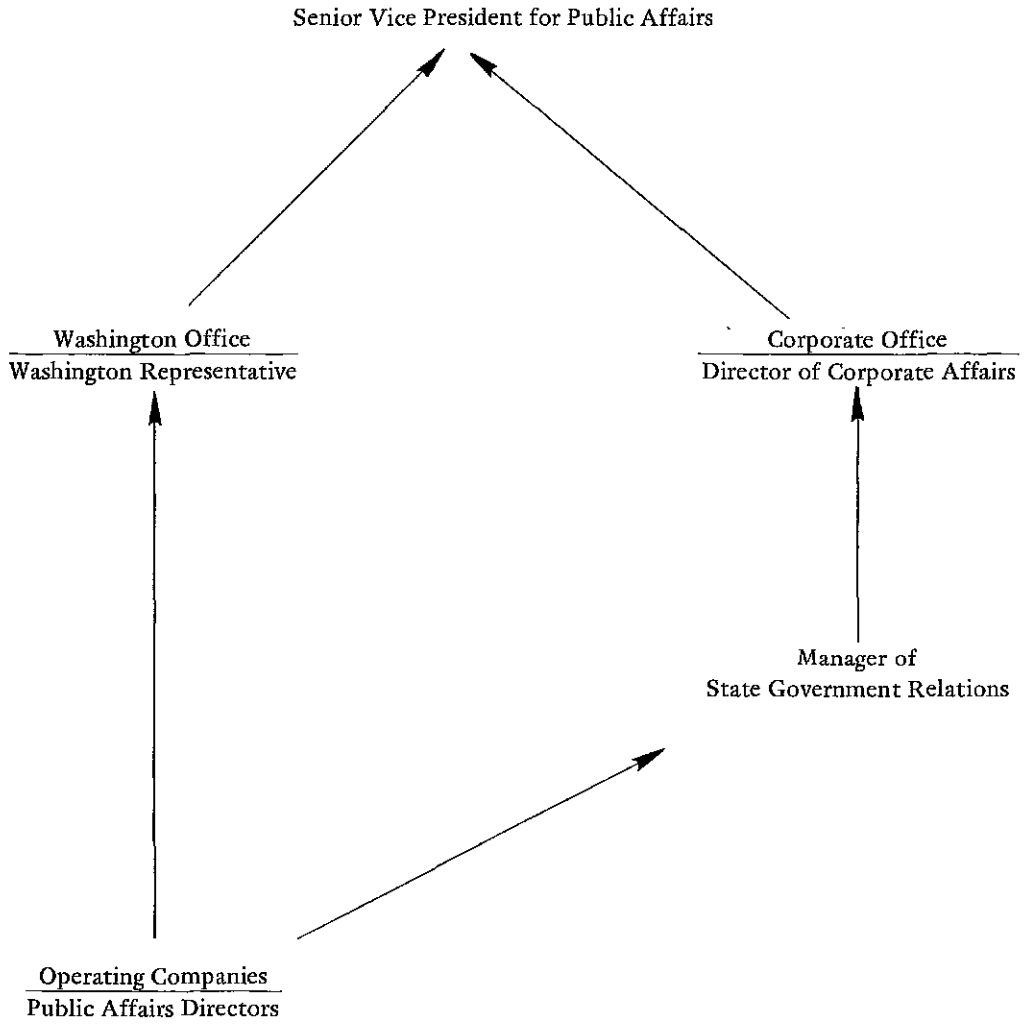 Senior Vice President for Public Affairs
Washington Office
Washington Representative
Corporate Office
Director of Corporate Affairs
Manager of
State Government Relations
Operating Companies
Public Affairs Directors